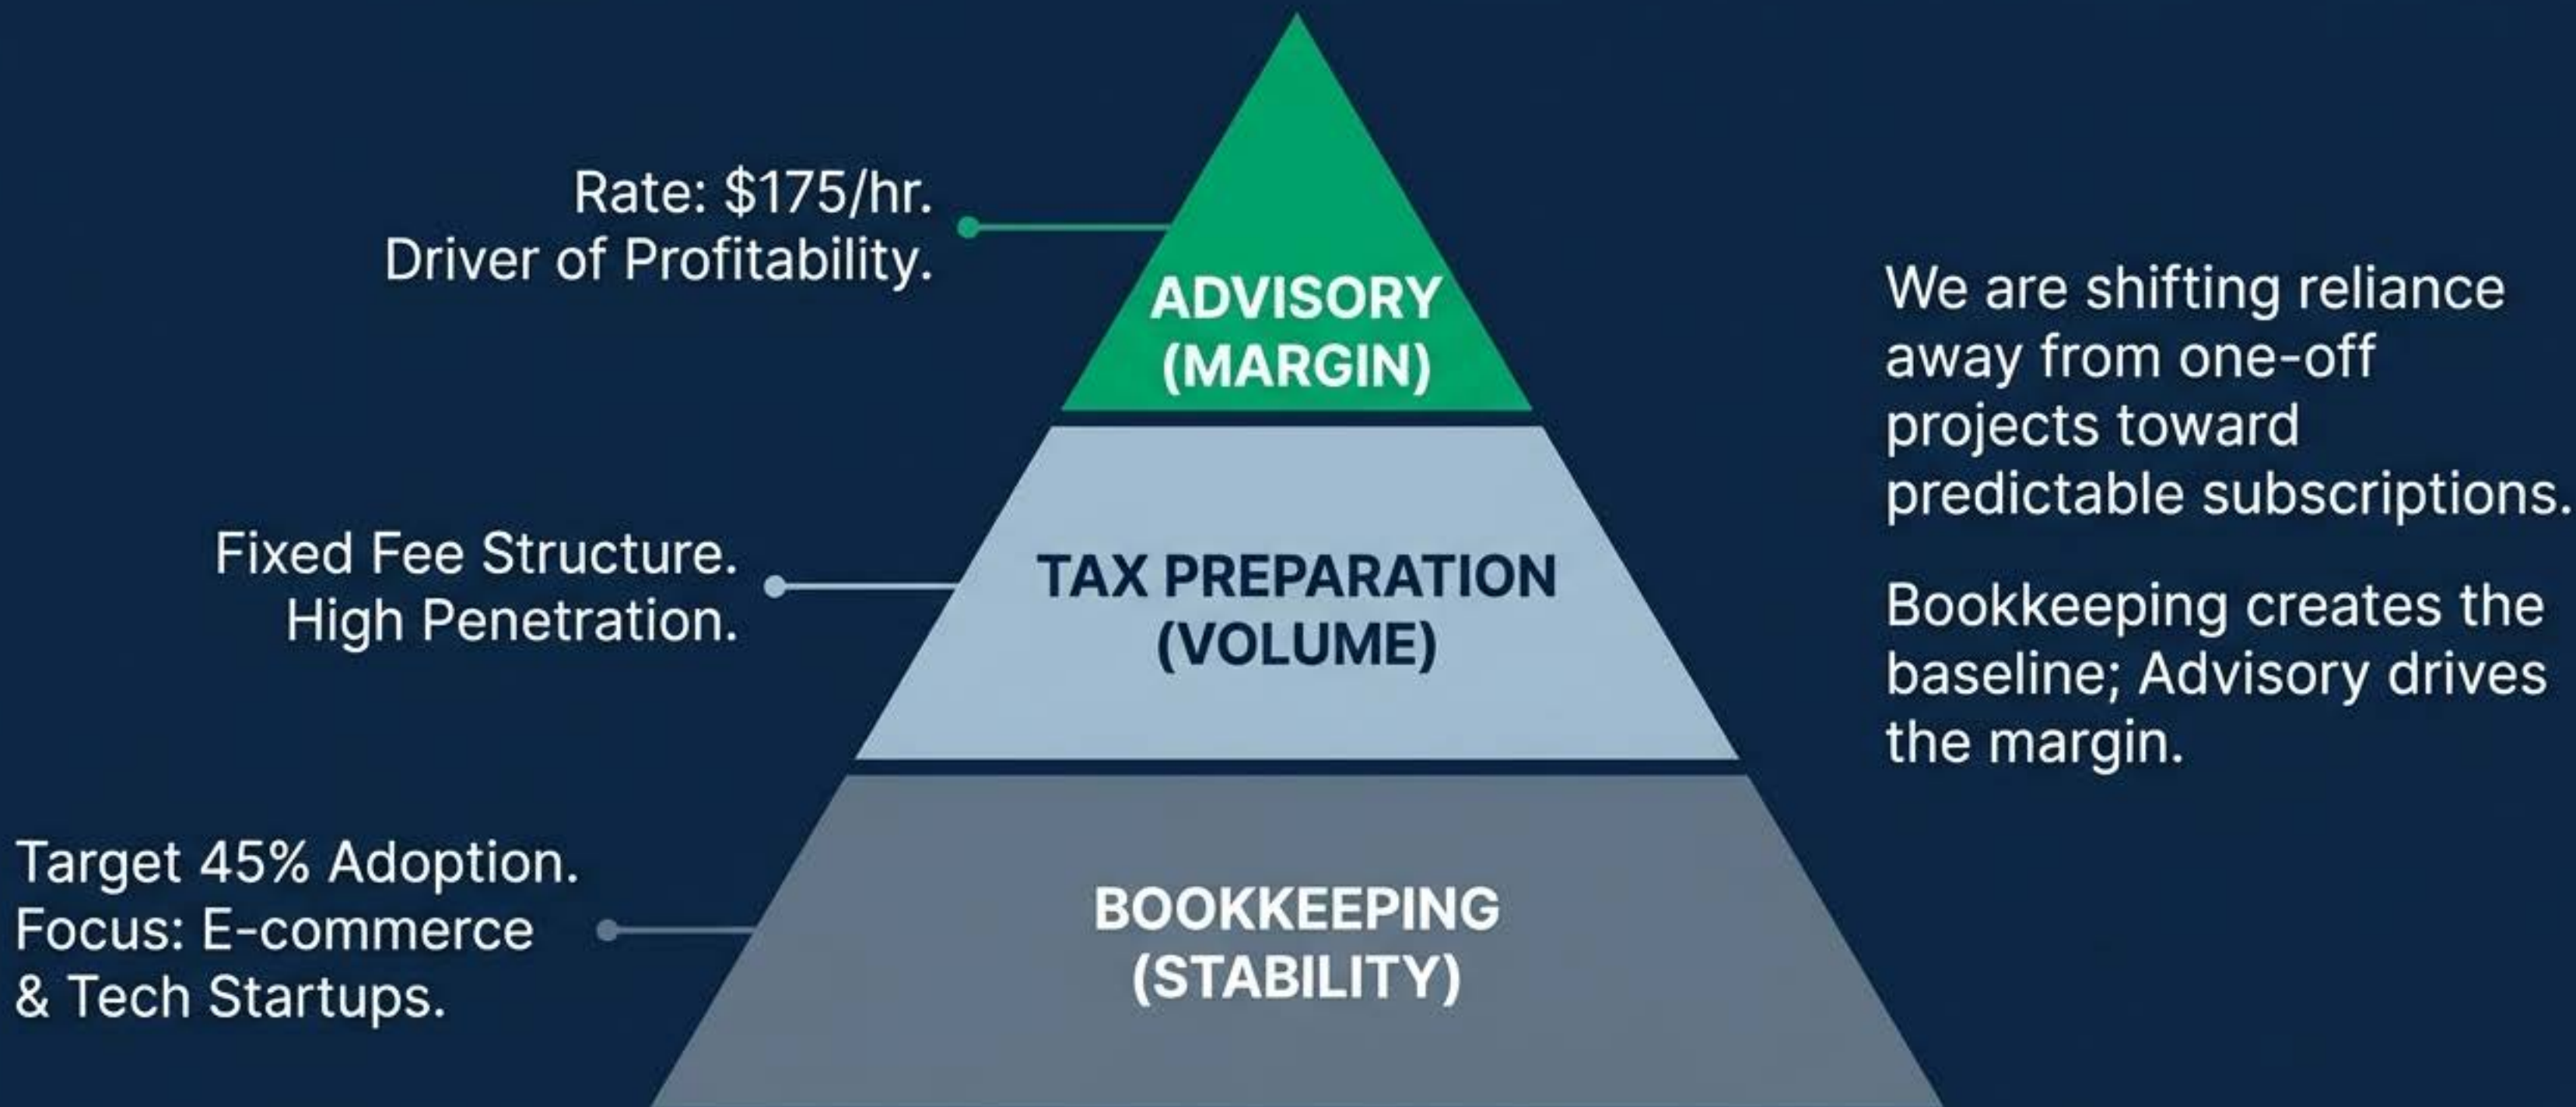 Rate: $175/hr.
Driver of Profitability.
ADVISORY
(MARGIN)
Fixed Fee Structure.
High Penetration.
TAX PREPARATION
(VOLUME)
Target 45% Adoption.
Focus: E-commerce
& Tech Startups.
BOOKKEEPING
(STABILITY)
We are shifting reliance
away from one-off
projects toward
predictable subscriptions.
Bookkeeping creates the
baseline; Advisory drives
the margin.